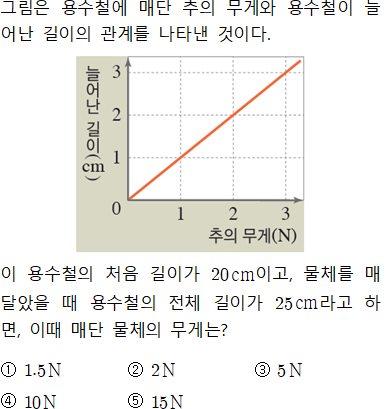 그림은 용수철에 매단 추의 무게와 용수철이 늘
어난 길이의 관계를 나타낸 것이다.
늘어난 길이(cm)
3
2
1
0
1 2 3
추의 무게(N)
이 용수철의 처음 길이가 20cm이고, 물체를 매
달았을 때 용수철의 전체 길이가 25cm라고 하
면, 이때 매단 물체의 무게는?
① 1.5N ② 2N ③ 5N
④ 10N ⑤ 15N